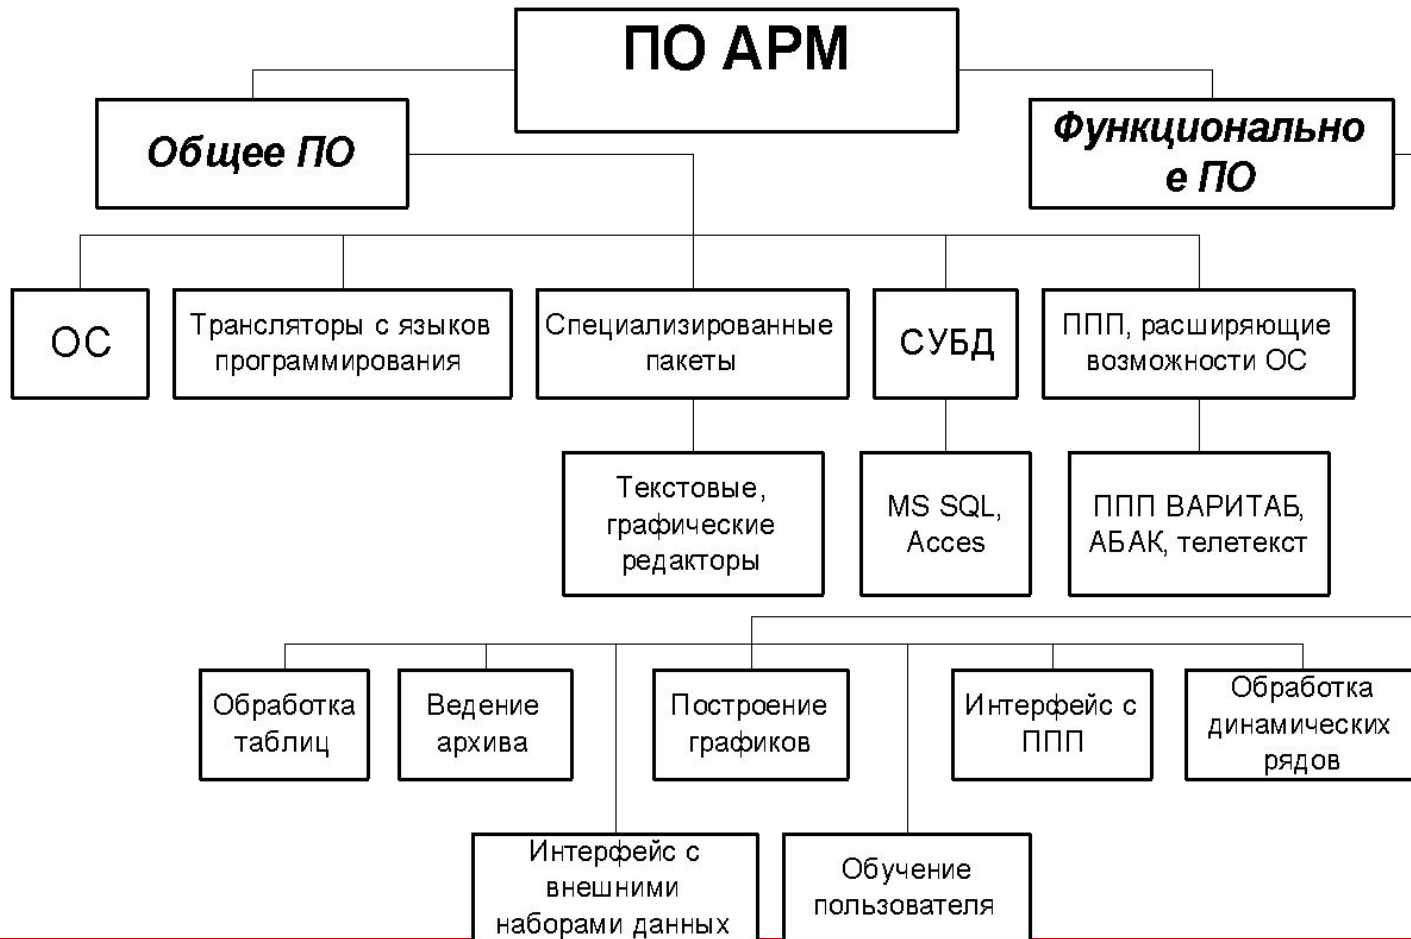 ПО АРМ
Общее ПО
Функционально
е ПО
ОС
Трансляторы с языков
программирования
Специализированные
пакеты
СУБД
ППП, расширяющие
возможности ОС
Текстовые,
графические
редакторы
MS SQL,
Acces
ППП ВАРИТАБ,
АБАК, телетекст
Обработка
таблиц
Ведение
архива
Построение
графиков
Интерфейс с
ППП
Обработка
динамических
рядов
Интерфейс с
внешними
наборами данных
Обучение
пользователя